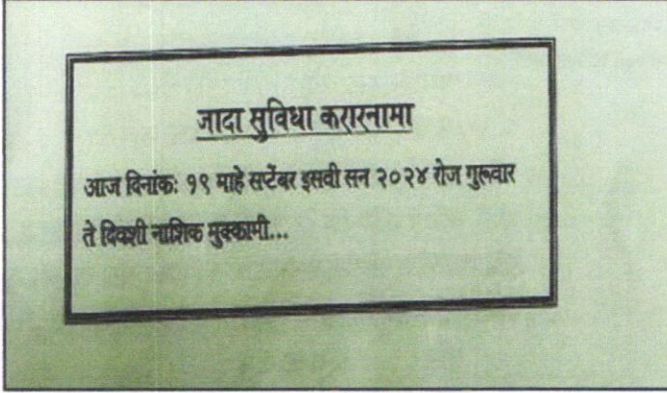 जादा सुविधा करारनामा
आज दिनांकः १९ माहे सप्टेंबर इसवी सन २०२४ रोज गुरूवार
ते दिवशी नाशिक मुक्कामी...